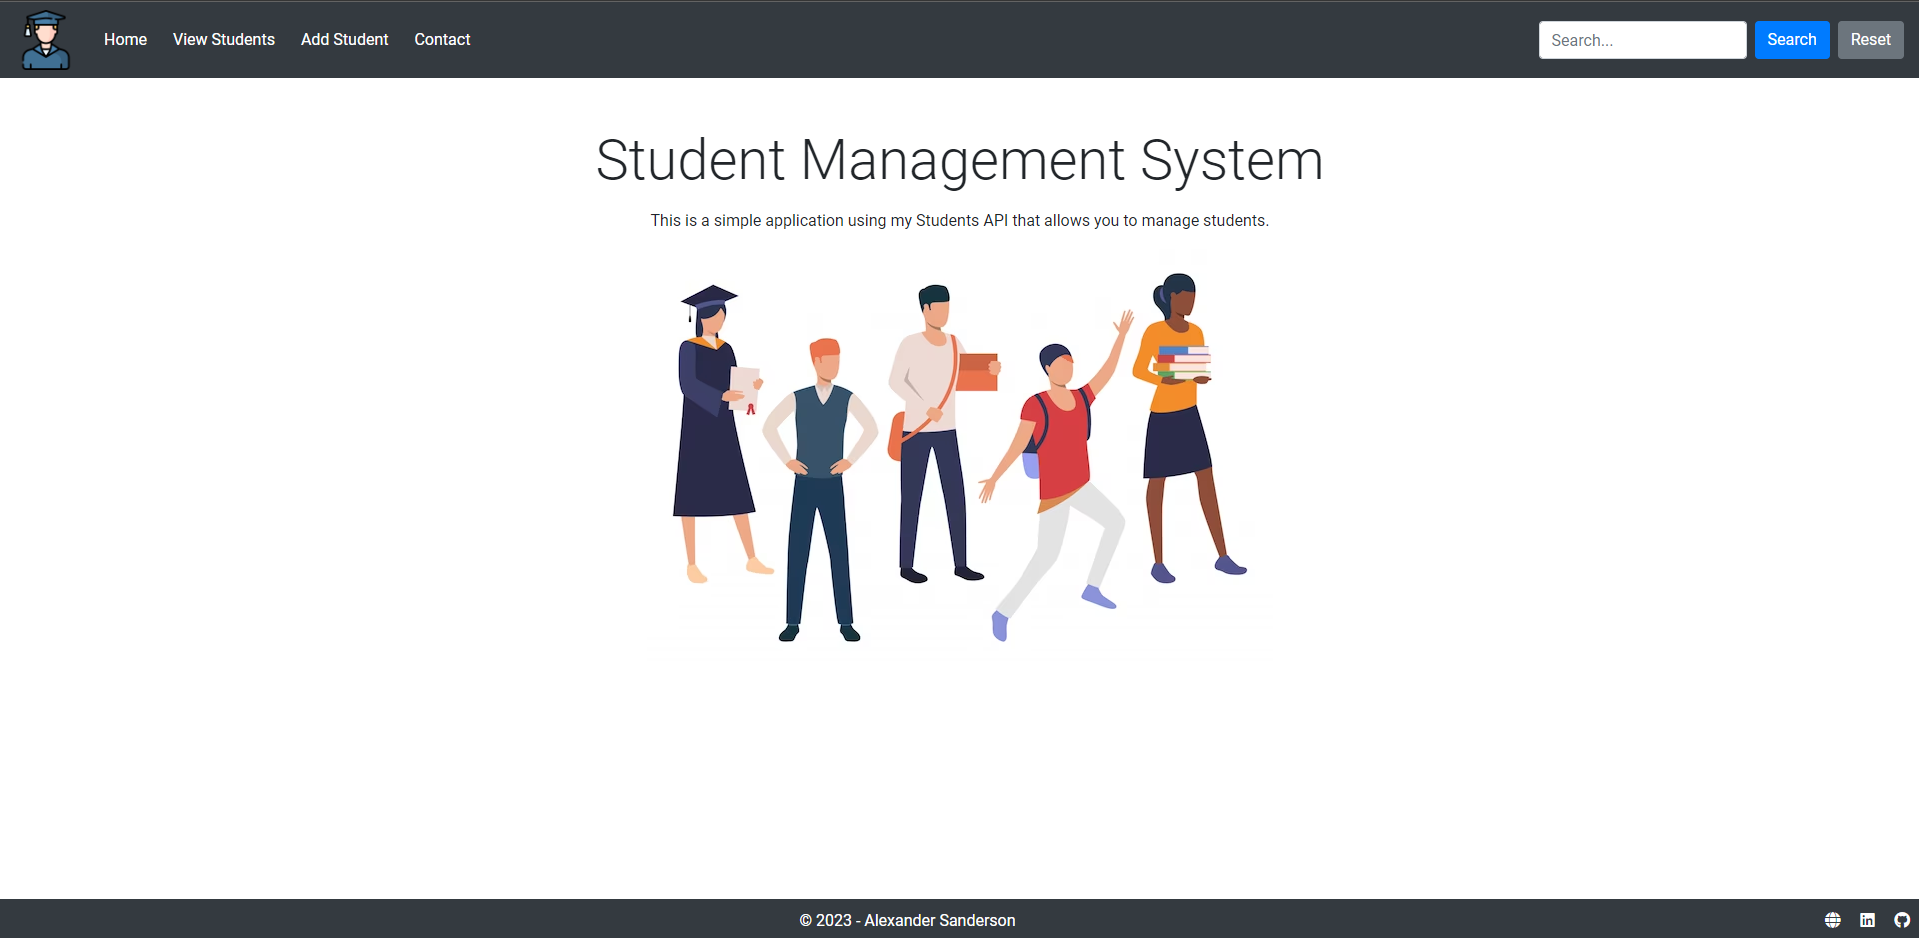 Home View Students Add Student Contact Search... Search Reset
Student Management System
This is a simple application using my Students API that allows you to manage students.
© 2023 - Alexander Sanderson